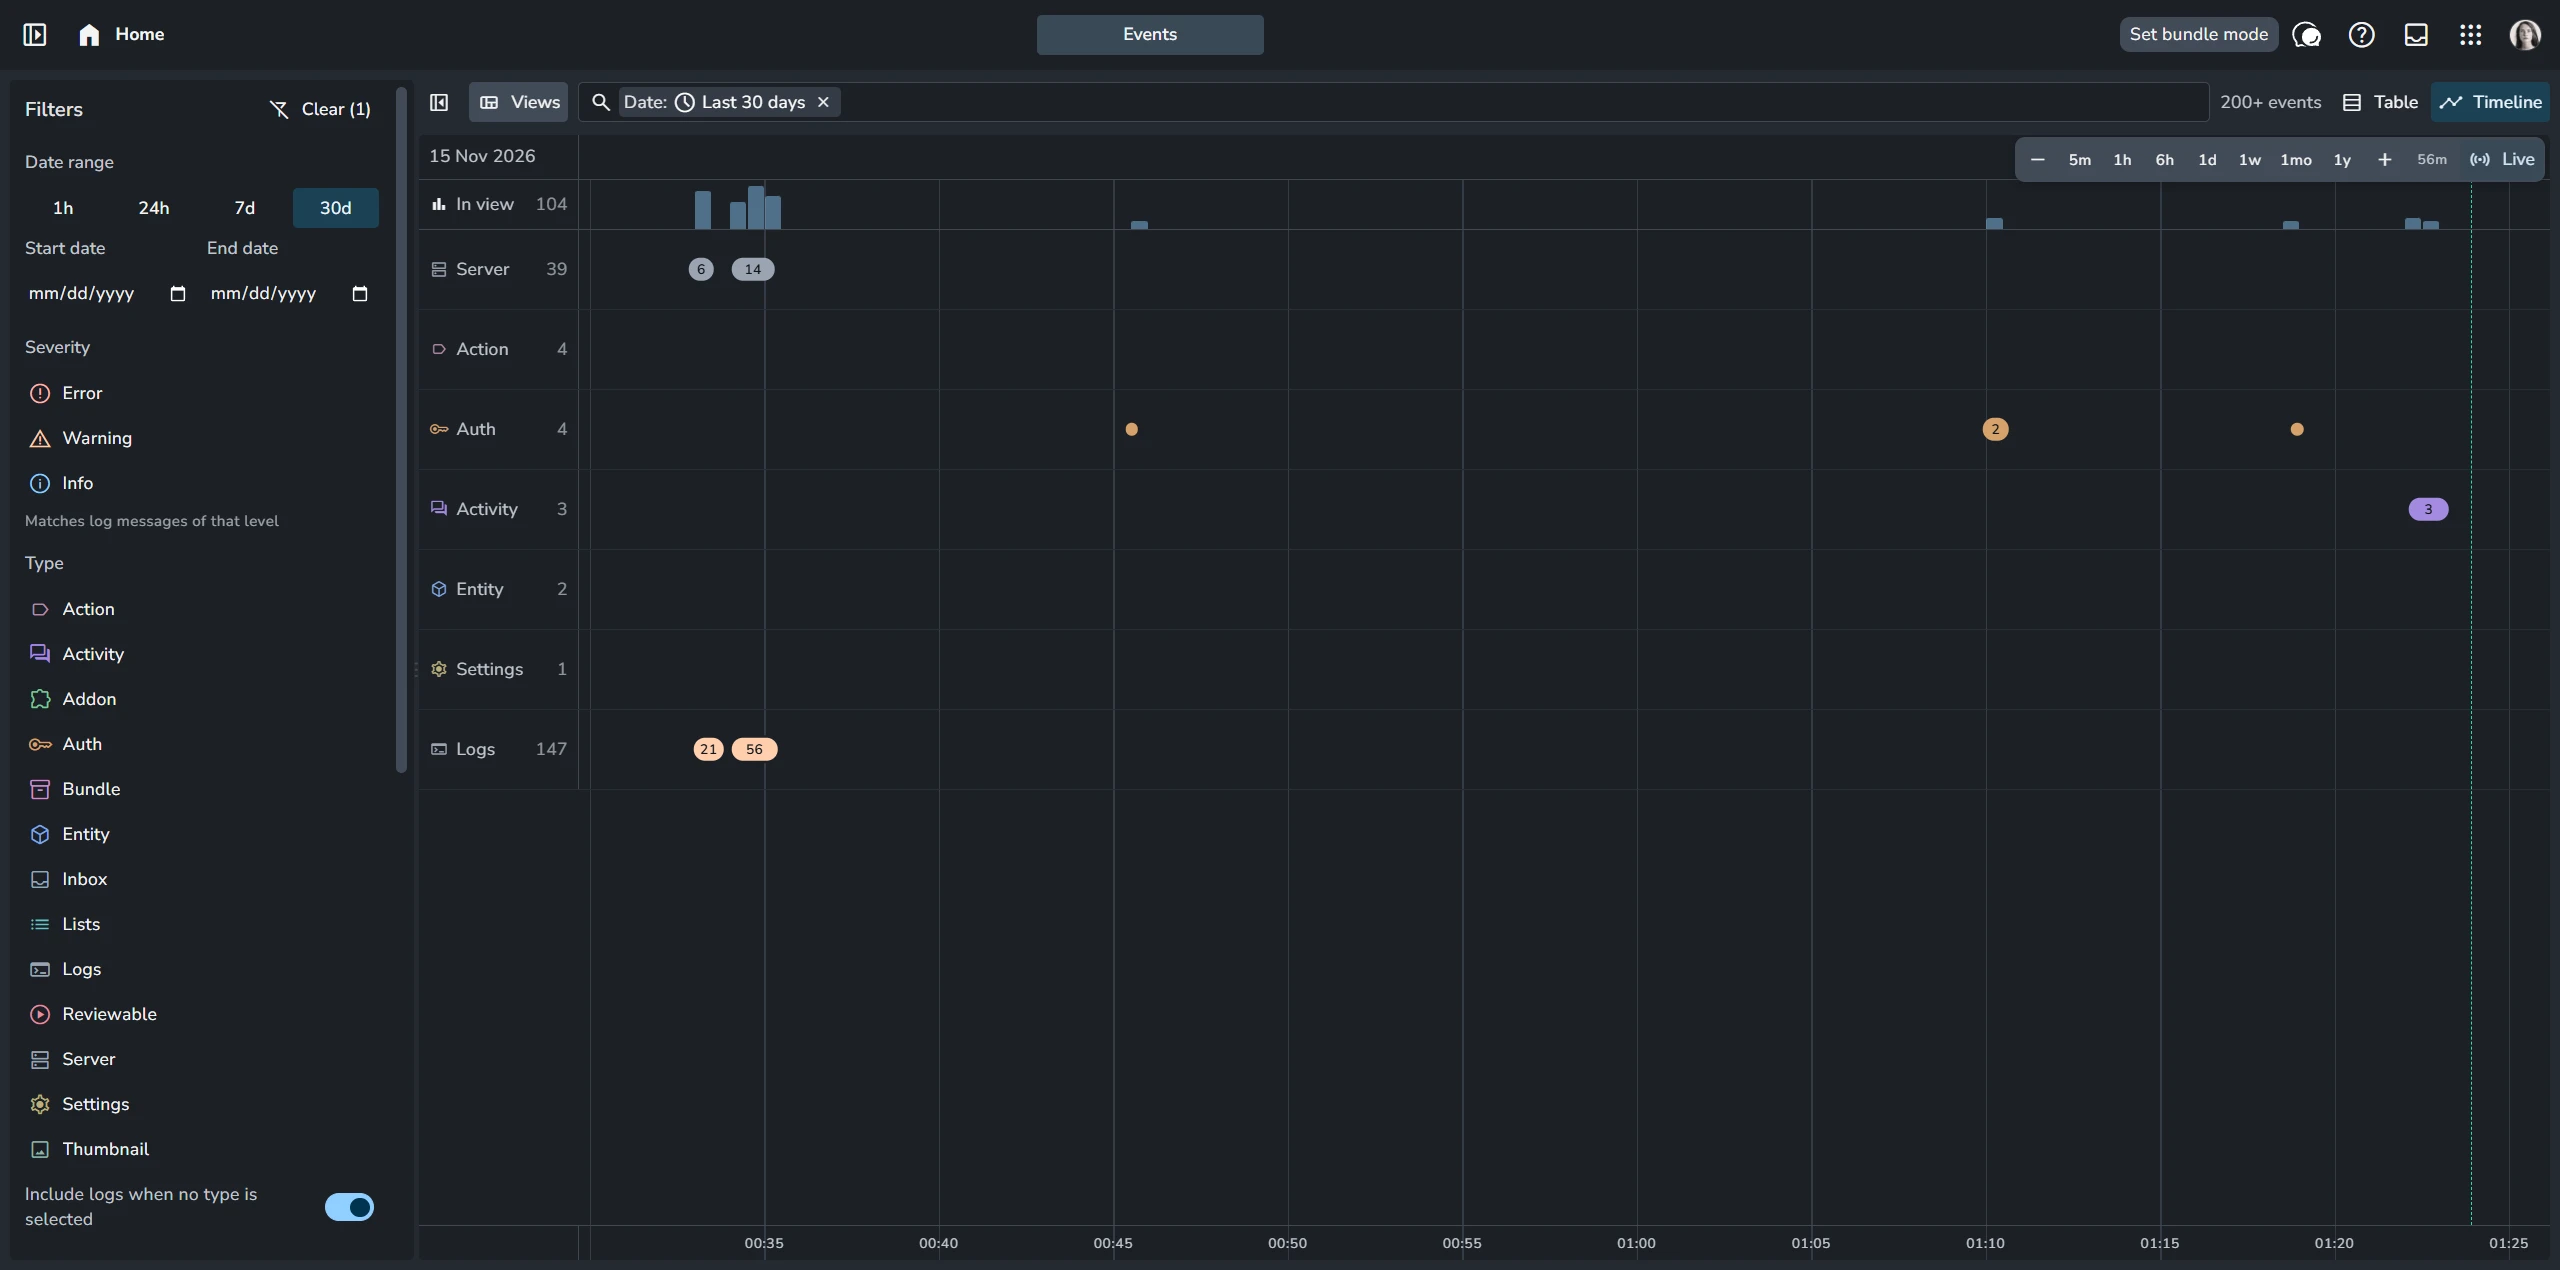 Home
Events
Set bundle mode
Filters
Clear (1)
Date range
1h 24h 7d 30d
Start date End date
mm/dd/yyyy mm/dd/yyyy
Severity
Error
Warning
Info
Matches log messages of that level
Type
Action
Activity
Addon
Auth
Bundle
Entity
Inbox
Lists
Logs
Reviewable
Server
Settings
Thumbnail
Include logs when no type is
selected
Views
Date: Last 30 days
200+ events
Table
Timeline
15 Nov 2026
5m 1h 6h 1d 1w 1mo 1y + 56m Live
In view 104
Server 39
6 14
Action 4
Auth 4
2
Activity 3
3
Entity 2
Settings 1
Logs 147
21 56
00:35 00:40 00:45 00:50 00:55 01:00 01:05 01:10 01:15 01:20 01:25